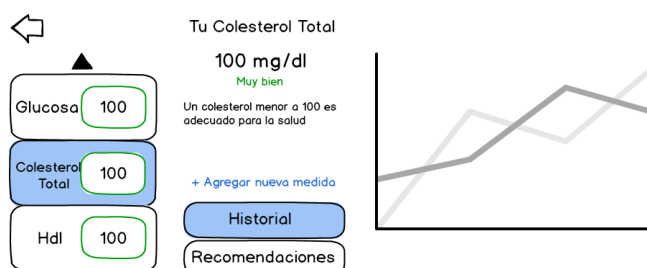 Tu Colesterol Total
100 mg/dl
Muy bien
Un colesterol menor a 100 es
adecuado para la salud
+ Agregar nueva medida
Historial
Recomendaciones
Glucosa 100
Colesterol
Total 100
Hdl 100